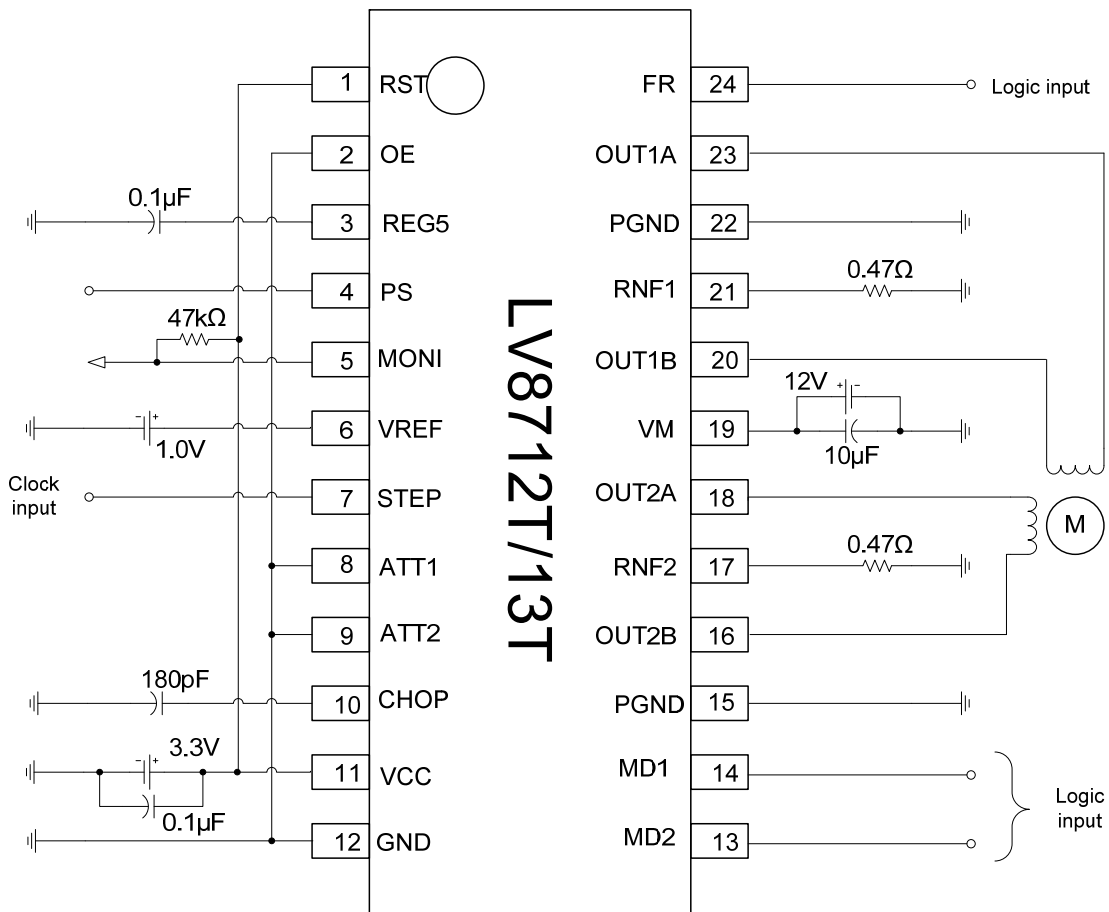 1
RST
2
OE
0.1µF
3
REG5
4
PS
47kΩ
5
MONI
1.0V
6
VREF
Clock
input
7
STEP
8
ATT1
9
ATT2
180pF
10
CHOP
3.3V
0.1µF
11
VCC
12
GND
LV8712T/13T
FR
24
Logic input
OUT1A
23
PGND
22
RNF1
21
0.47Ω
OUT1B
20
VM
19
12V
10µF
OUT2A
18
M
RNF2
17
0.47Ω
OUT2B
16
PGND
15
MD1
14
MD2
13
Logic
input